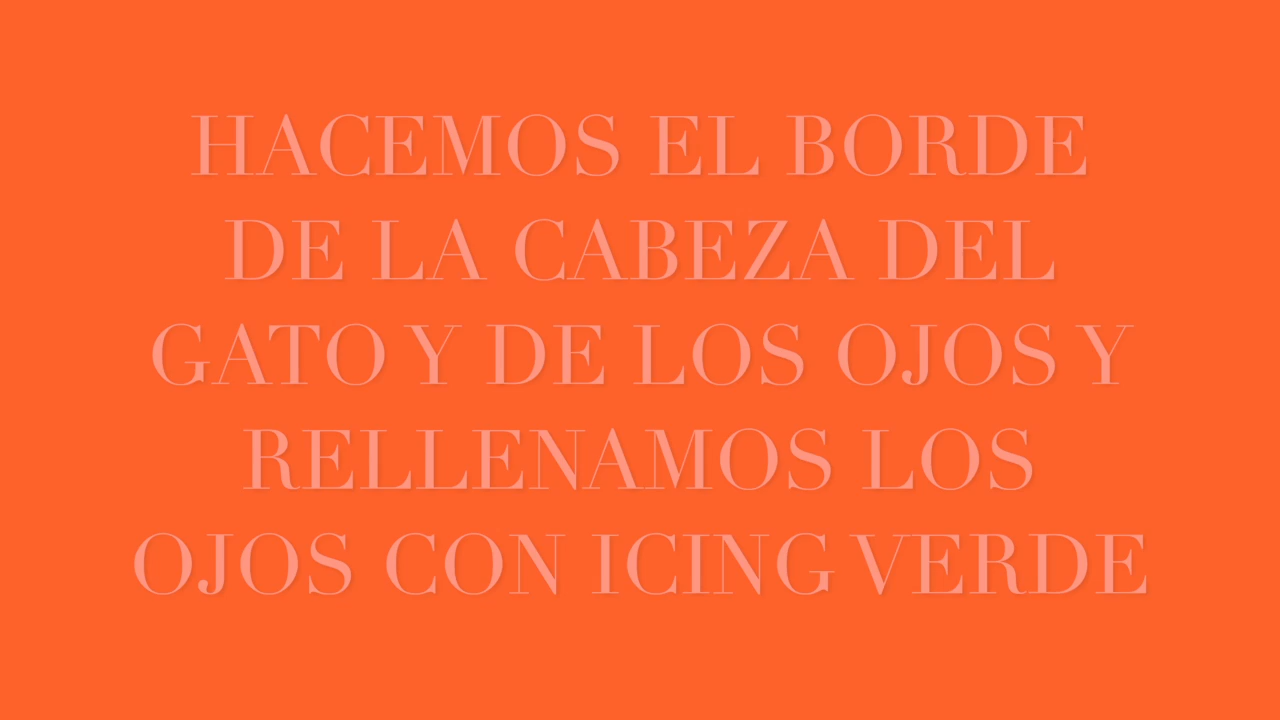 HACEMOS EL BORDE
DE LA CABEZA DEL
GATO Y DE LOS OJOS Y
RELLENAMOS LOS
OJOS CON ICING VERDE